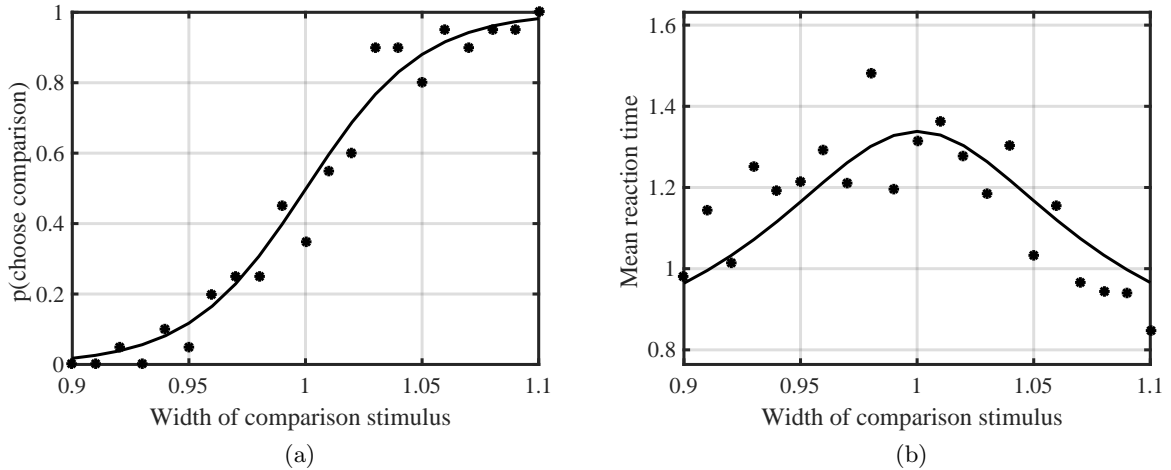 1
0.8
0.6
0.4
0.2
0
p(choose comparison)
0.9 0.95 1 1.05 1.1
Width of comparison stimulus
(a)
1.6
1.4
1.2
1
0.8
Mean reaction time
0.9 0.95 1 1.05 1.1
Width of comparison stimulus
(b)